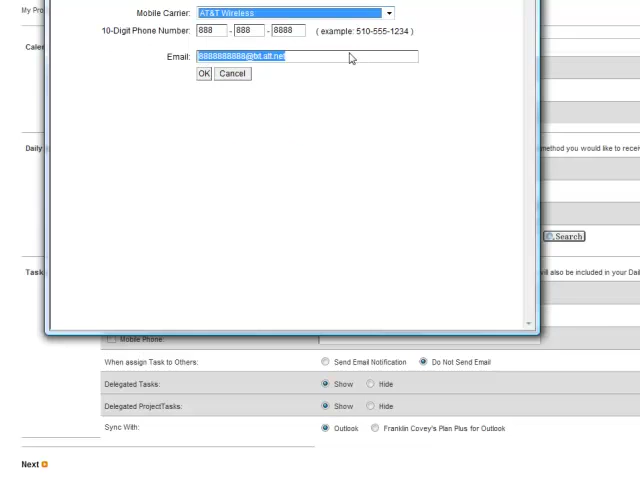 My Pro
Mobile Carrier: AT&T Wireless
10-Digit Phone Number: 888 - 888 - 8888 ( example: 510-555-1234 )
Calen
Email: 8888888888@txt.att.net
OK Cancel
Daily
method you would like to recei
Search
Task
ill also be included in your Dai
Mobile Phone:
When assign Task to Others: Send Email Notification Do Not Send Email
Delegated Tasks: Show Hide
Delegated ProjectTasks: Show Hide
Sync With: Outlook Franklin Covey's Plan Plus for Outlook
Next